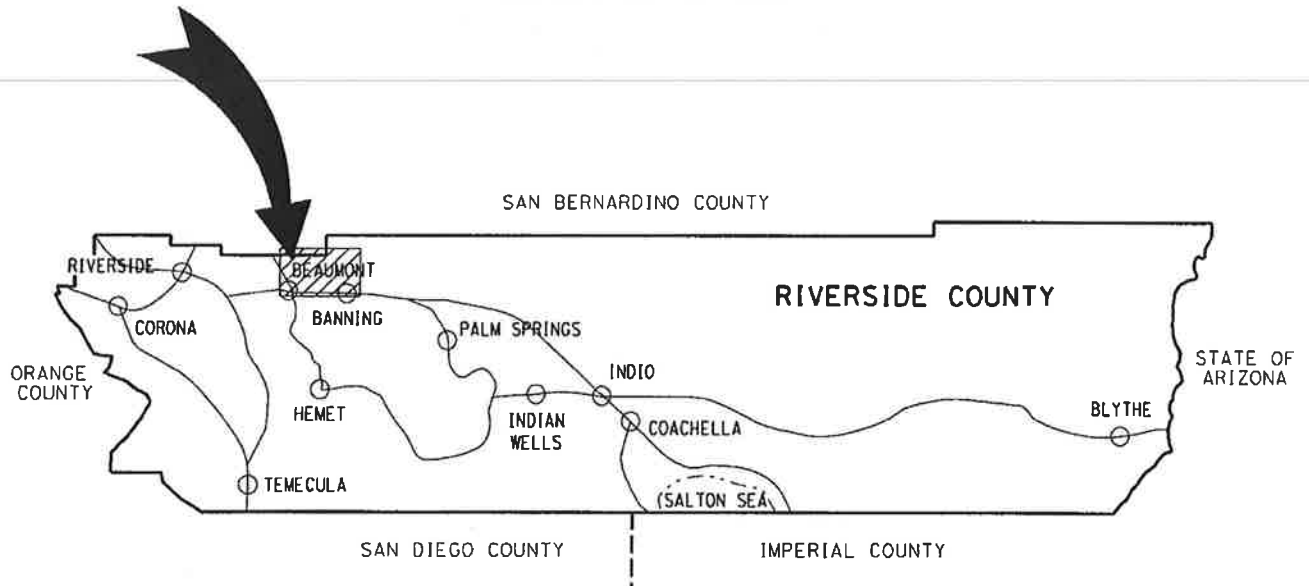 SAN BERNARDINO COUNTY
RIVERSIDE
BEAUMONT
RIVERSIDE COUNTY
CORONA
BANNING
PALM SPRINGS
ORANGE
COUNTY
STATE OF
ARIZONA
INDIO
HEMET
INDIAN
WELLS
COACHELLA
BLYTHE
TEMECULA
(SALTON SEA
SAN DIEGO COUNTY
IMPERIAL COUNTY